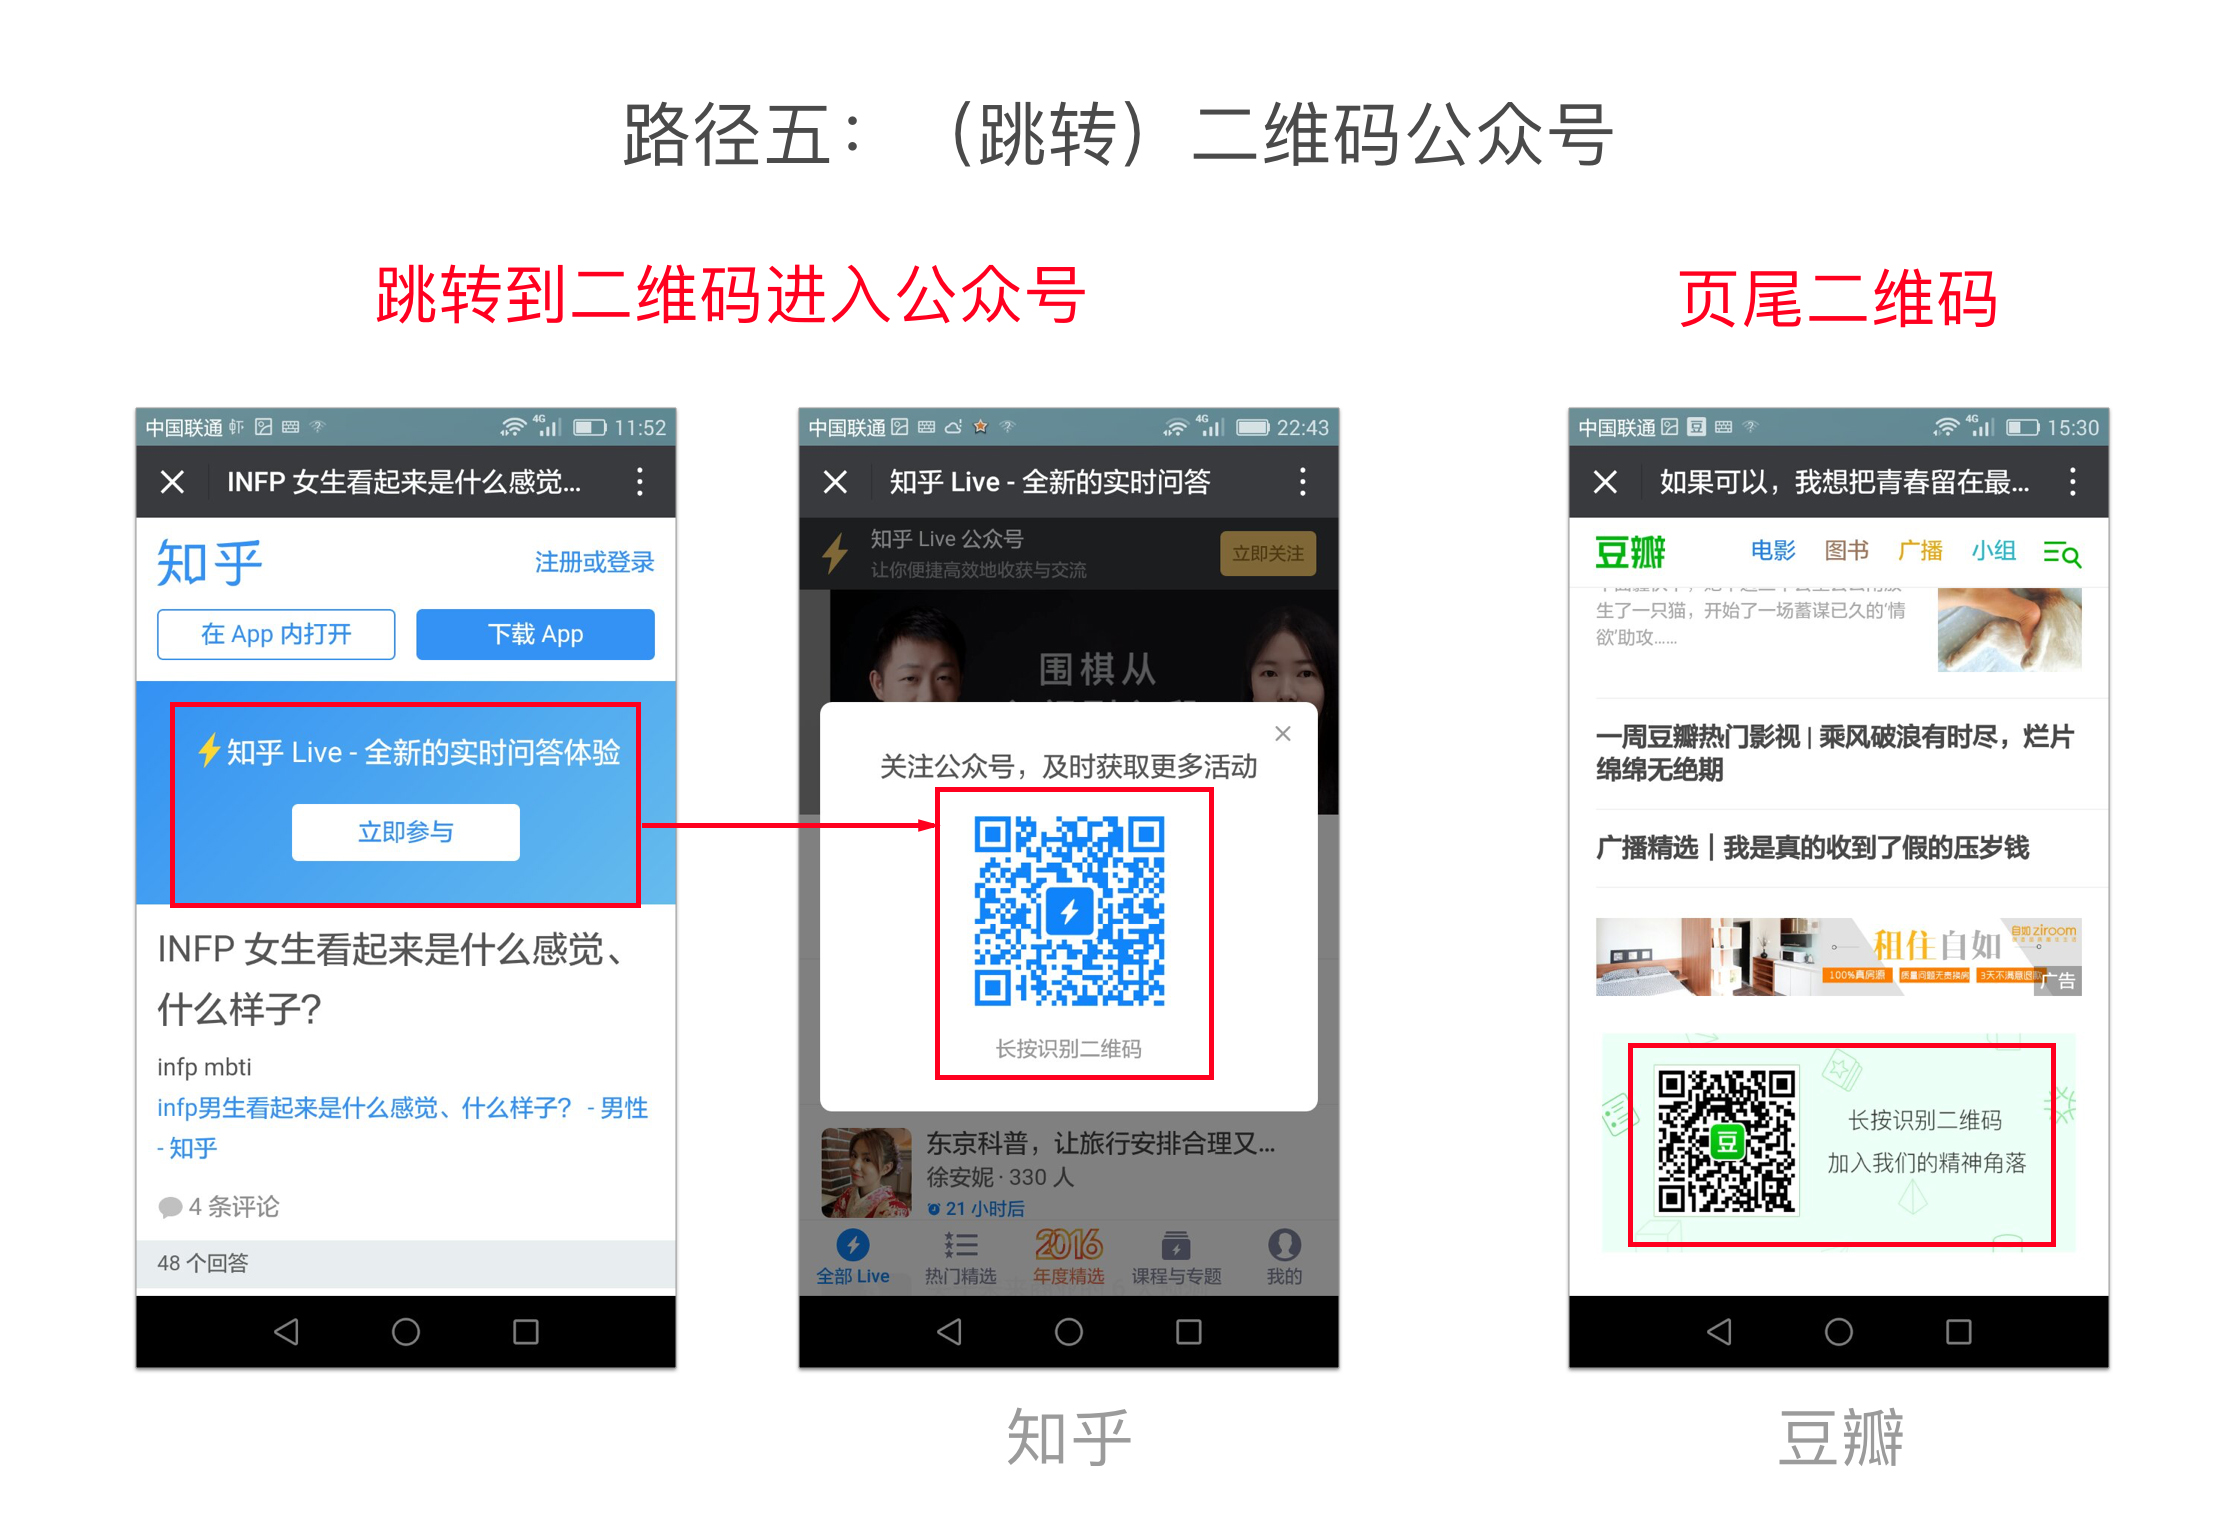 路径五：（跳转）二维码公众号
跳转到二维码进入公众号
页尾二维码
中国联通
4G
11:52
INFP 女生看起来是什么感觉...
知乎
注册或登录
在 App 内打开
下载 App
知乎 Live - 全新的实时问答体验
立即参与
INFP 女生看起来是什么感觉、
什么样子？
infp mbti
infp男生看起来是什么感觉、什么样子？ - 男性
- 知乎
4 条评论
48 个回答
中国联通
4G
22:43
知乎 Live - 全新的实时问答
知乎 Live 公众号
让你便捷高效地收获与交流
立即关注
围棋从
关注公众号，及时获取更多活动
长按识别二维码
东京科普，让旅行安排合理又...
徐安妮 · 330 人
21 小时后
全部 Live
热门精选
2016
年度精选
课程与专题
我的
知乎
中国联通
豆
4G
15:30
如果可以，我想把青春留在最...
豆瓣
电影
图书
广播
小组
生了一只猫，开始了一场蓄谋已久的‘情
欲’助攻......
一周豆瓣热门影视 | 乘风破浪有时尽，烂片
绵绵无绝期
广播精选｜我是真的收到了假的压岁钱
租住自如
自如 ziroom
100%真房源
广告
豆
长按识别二维码
加入我们的精神角落
豆瓣